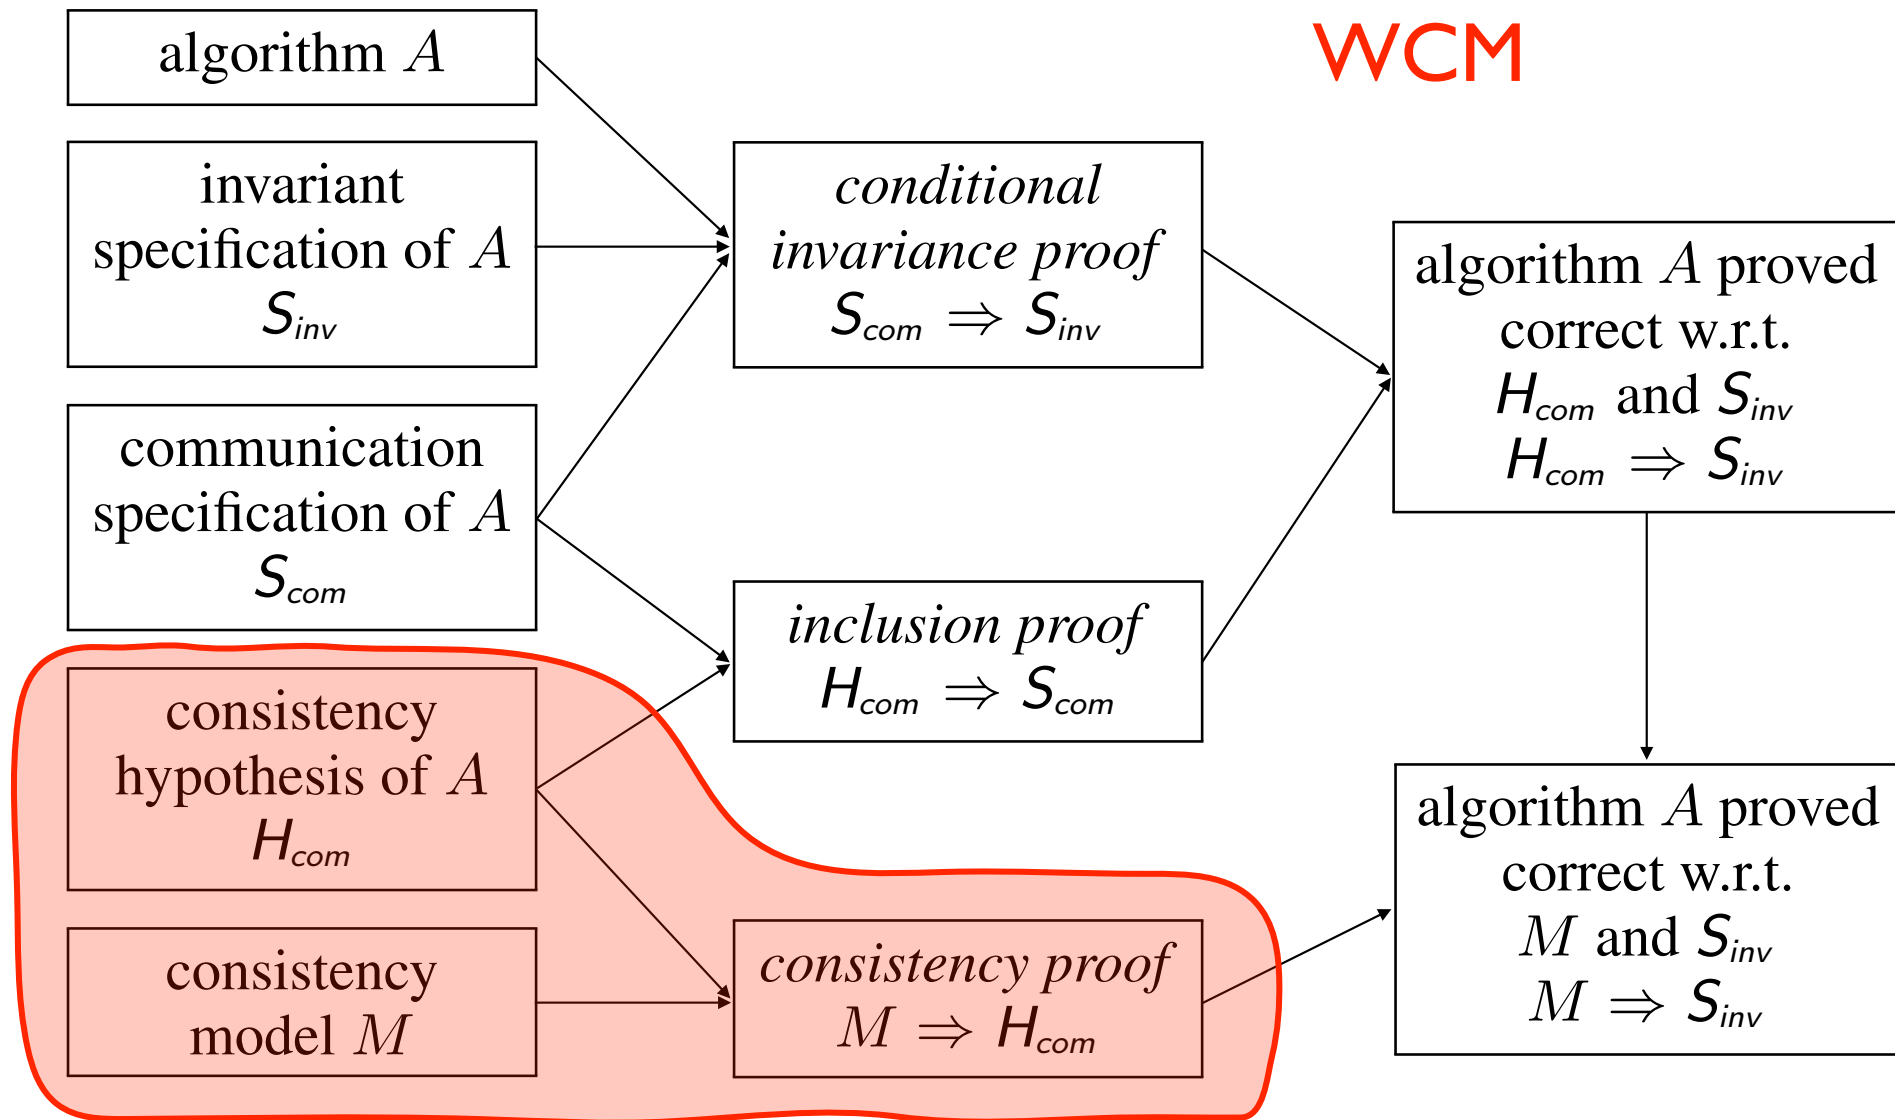 WCM
algorithm A
invariant
specification of A
S_inv
communication
specification of A
S_com
consistency
hypothesis of A
H_com
consistency
model M
conditional
invariance proof
S_com ⇒ S_inv
inclusion proof
H_com ⇒ S_com
consistency proof
M ⇒ H_com
algorithm A proved
correct w.r.t.
H_com and S_inv
H_com ⇒ S_inv
algorithm A proved
correct w.r.t.
M and S_inv
M ⇒ S_inv